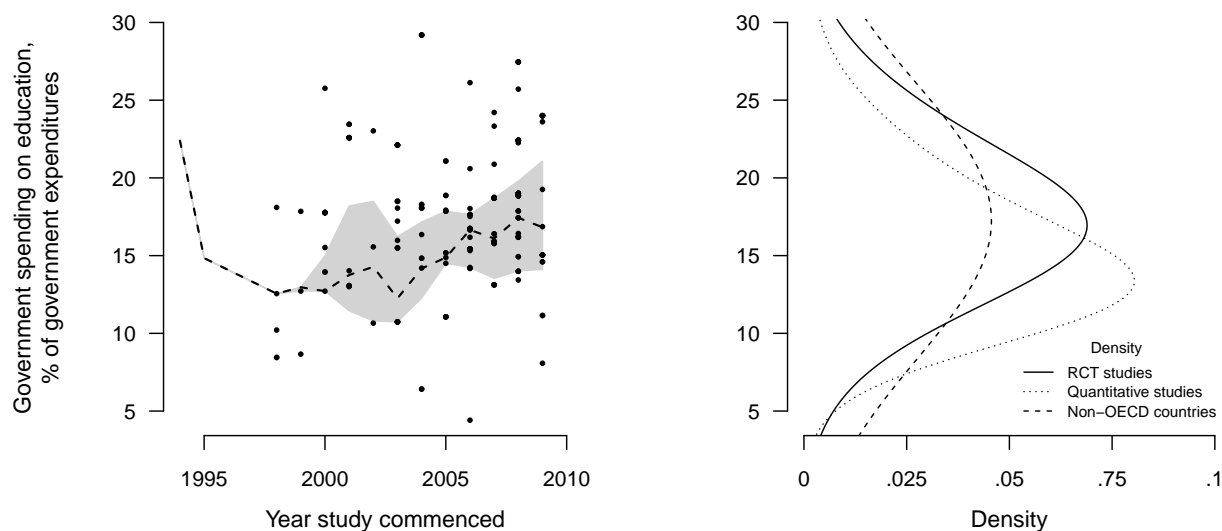 Government spending on education,
% of government expenditures
30
25
20
15
10
5
1995 2000 2005 2010
Year study commenced
30
25
20
15
10
5
Density
RCT studies
Quantitative studies
Non−OECD countries
0 .025 .05 .75 .1
Density